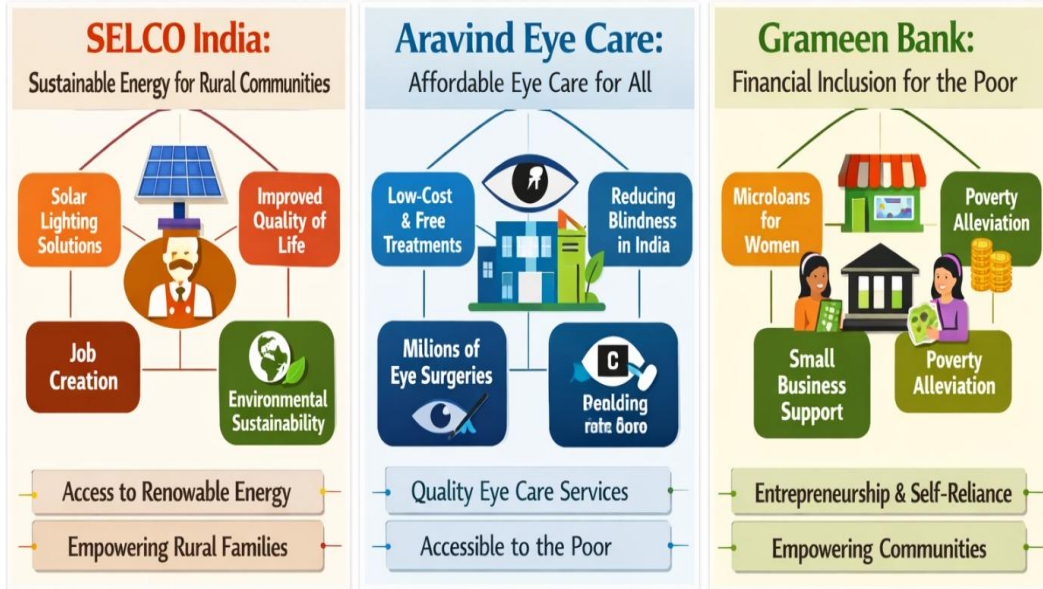 SELCO India:
Sustainable Energy for Rural Communities
Solar
Lighting
Solutions
Improved
Quality of
Life
Job
Creation
Environmental
Sustainability
Access to Renowable Energy
Empowering Rural Families
Aravind Eye Care:
Affordable Eye Care for All
Low-Cost
& Free
Treatments
Reducing
Blindness
in India
Milions of
Eye Surgeries
C
Quality Eye Care Services
Accessible to the Poor
Grameen Bank:
Financial Inclusion for the Poor
Microloans
for
Women
Poverty
Alleviation
Small
Business
Support
Poverty
Alleviation
Entrepreneurship & Self-Reliance
Empowering Communities